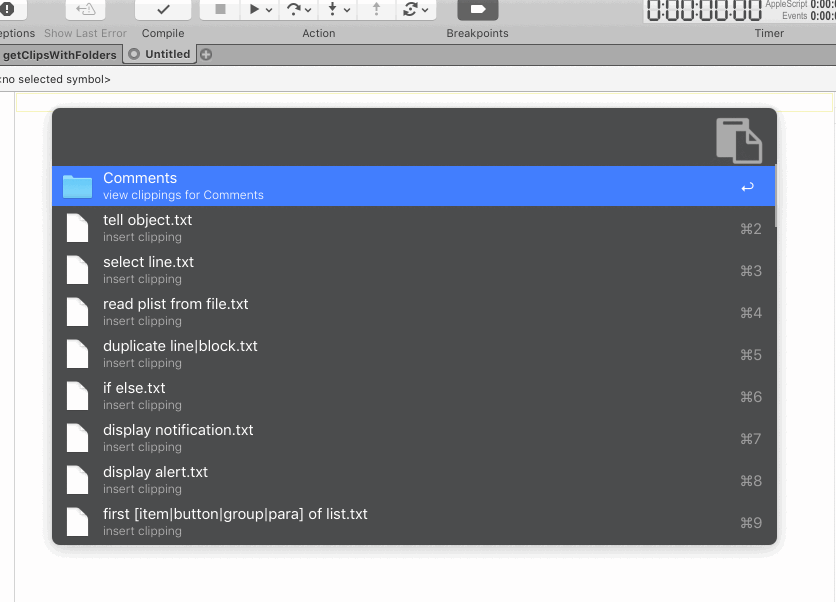 AppleScript 0:00:0
0:00:00:00 Events 0:00:0
eptions Show Last Error Compile Action Breakpoints Timer
getClipsWithFolders Untitled
<no selected symbol>
Comments
view clippings for Comments
tell object.txt
insert clipping
⌘2
select line.txt
insert clipping
⌘3
read plist from file.txt
insert clipping
⌘4
duplicate line|block.txt
insert clipping
⌘5
if else.txt
insert clipping
⌘6
display notification.txt
insert clipping
⌘7
display alert.txt
insert clipping
⌘8
first [item|button|group|para] of list.txt
insert clipping
⌘9